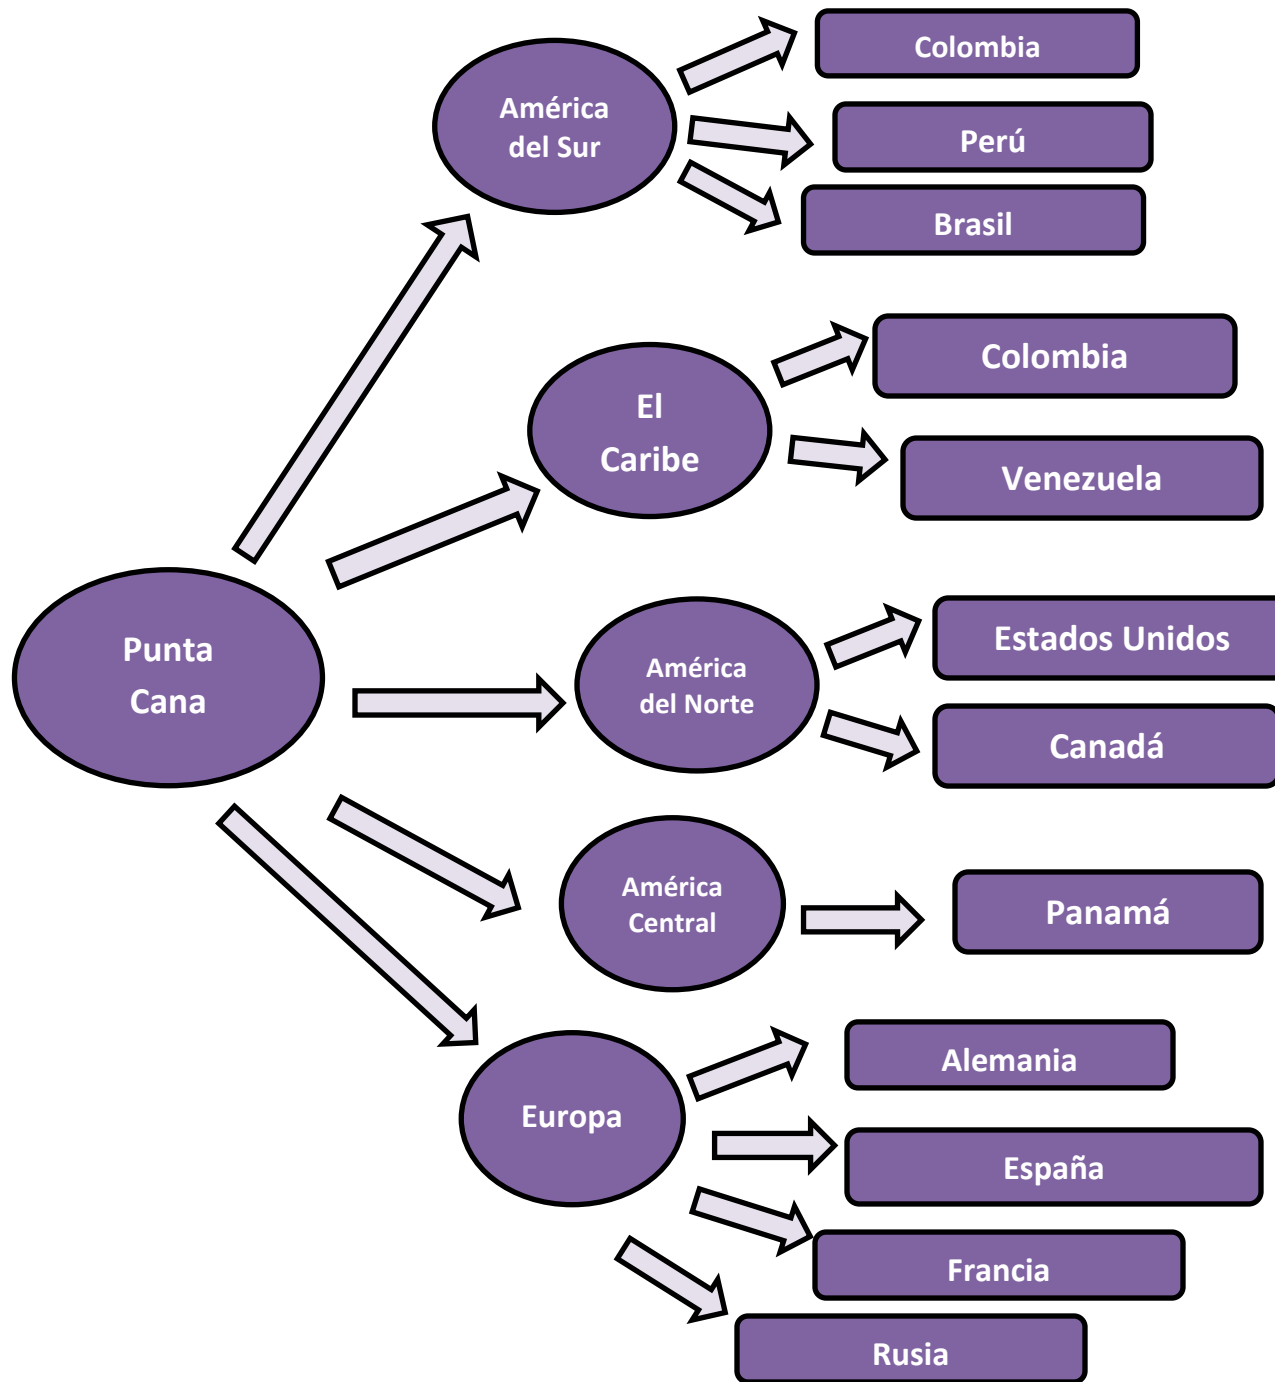 América
del Sur
Colombia
Perú
Brasil
El
Caribe
Colombia
Venezuela
Punta
Cana
América
del Norte
Estados Unidos
Canadá
América
Central
Panamá
Europa
Alemania
España
Francia
Rusia